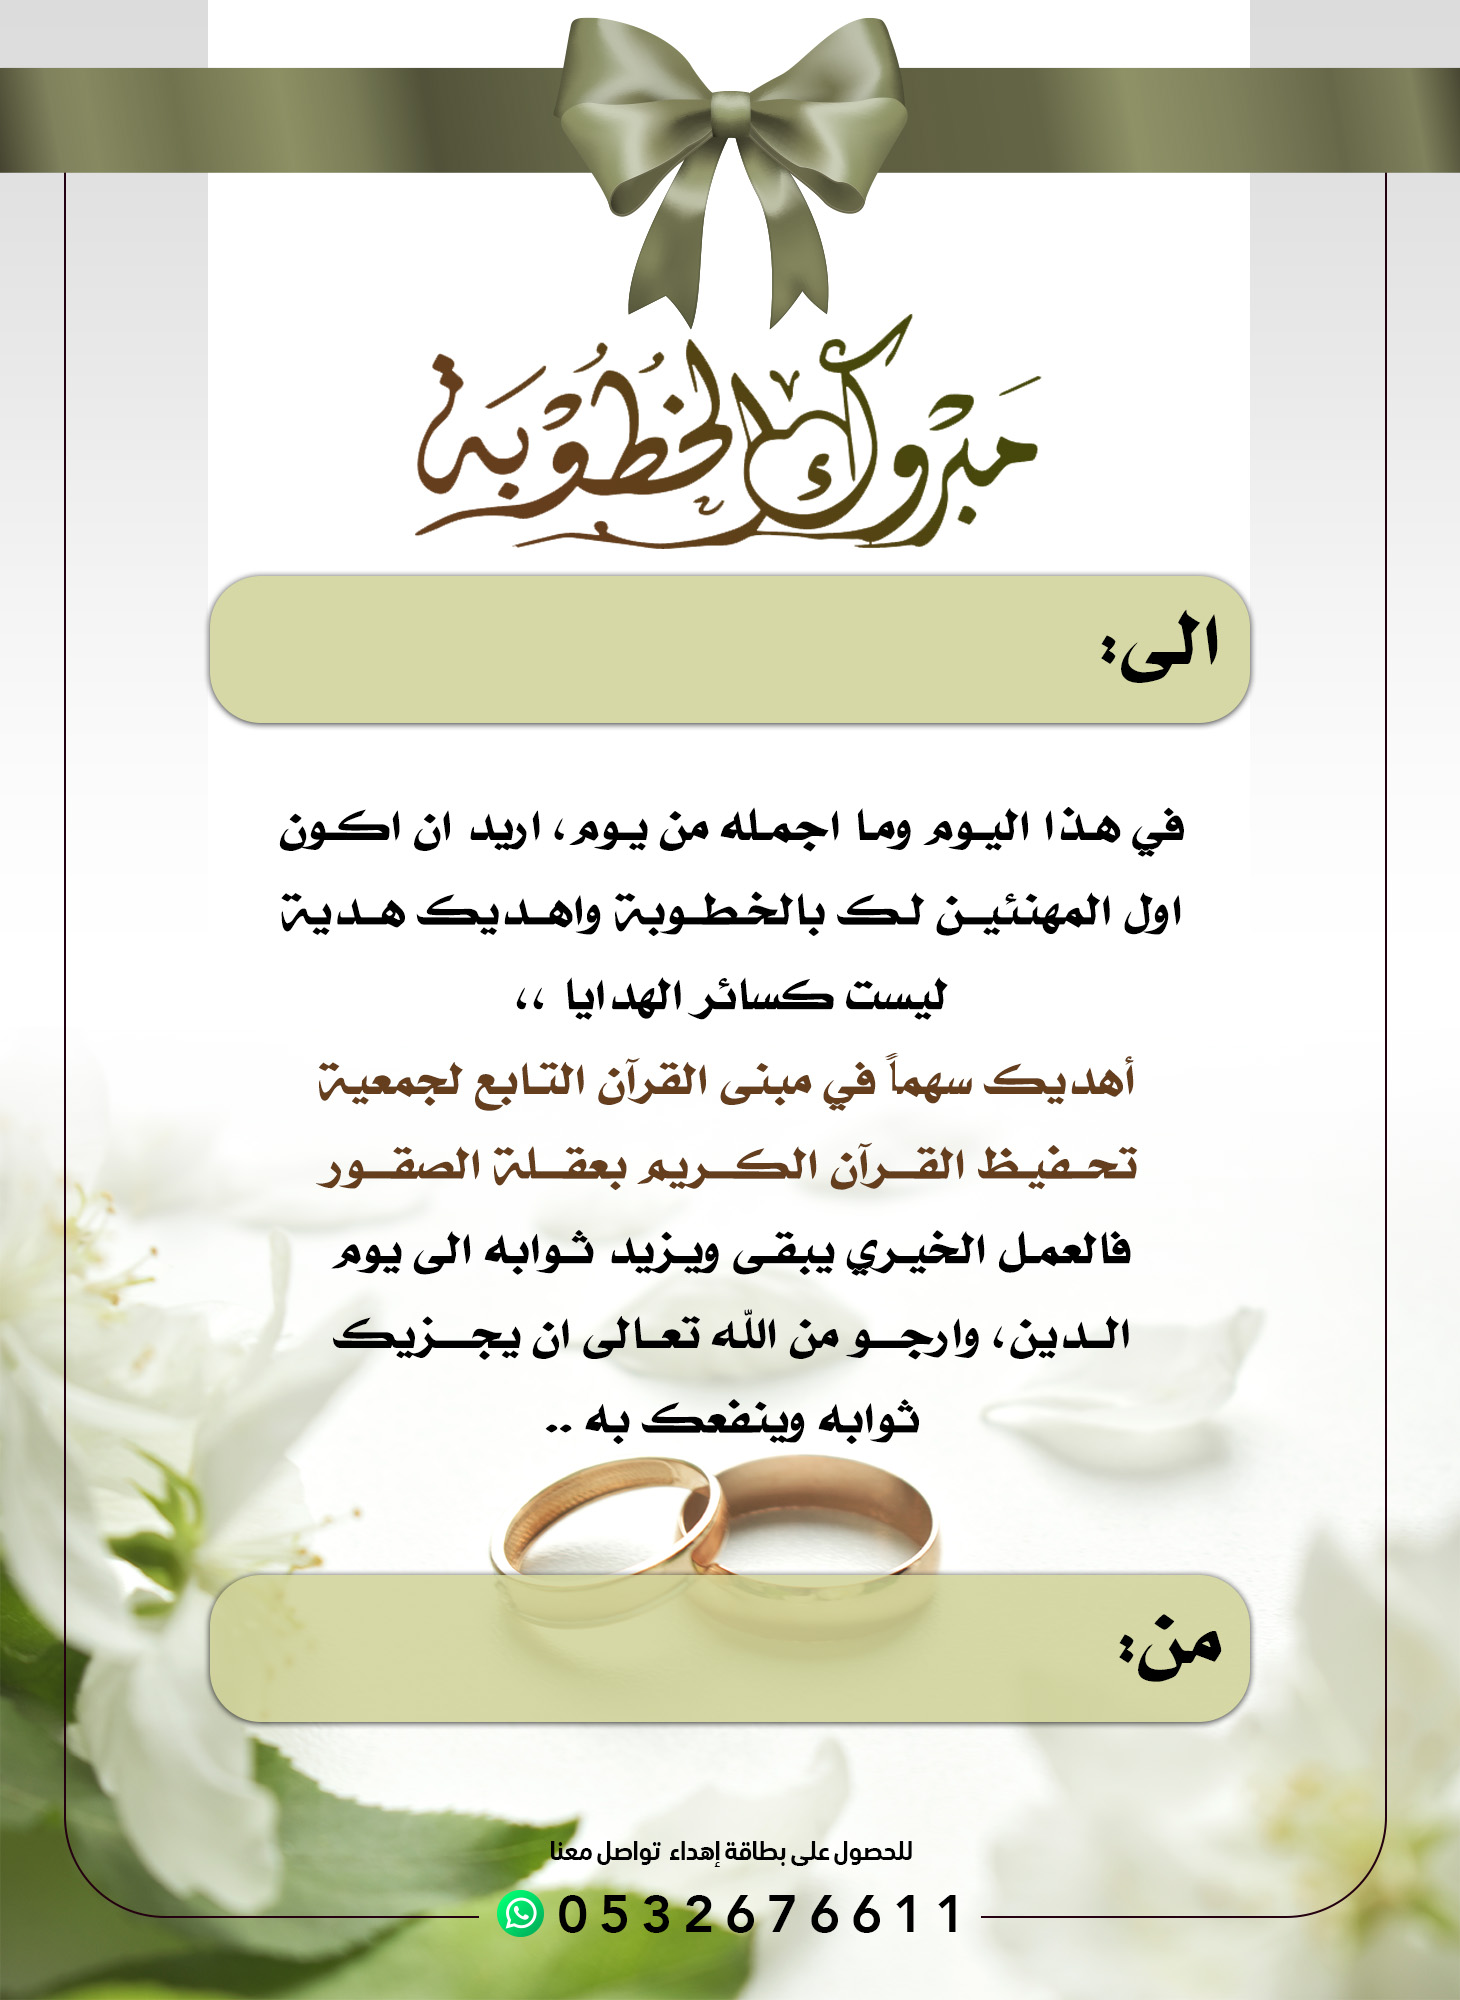 مَبْرُوك الخُطُوبَة
الى:
في هذا اليوم وما اجمله من يوم، اريد ان اكون
اول المهنئين لك بالخطوبة واهديك هدية
ليست كسائر الهدايا ،،
أهديك سهماً في مبنى القرآن التابع لجمعية
تحفيظ القرآن الكريم بعقلة الصقور
فالعمل الخيري يبقى ويزيد ثوابه الى يوم
الدين، وارجو من الله تعالى ان يجزيك
ثوابه وينفعك به ..
من:
للحصول على بطاقة إهداء تواصل معنا
0532676611